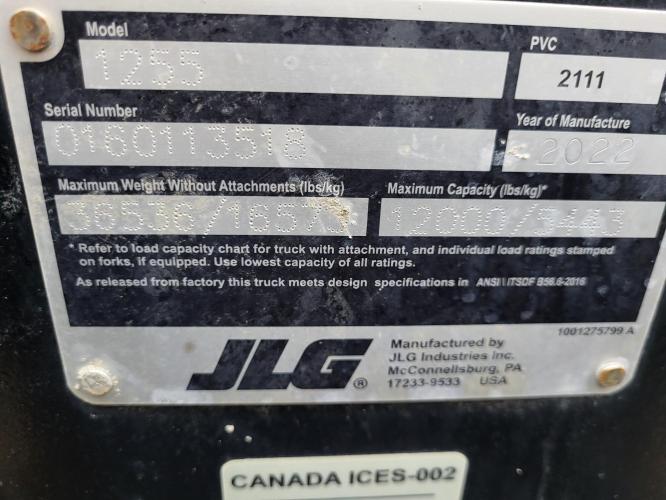 Model
1255
PVC
2111
Serial Number
0160113518
Year of Manufacture
2022
Maximum Weight Without Attachments (lbs/kg)
Maximum Capacity (lbs/kg)*
12000/5443
* Refer to load capacity chart for truck with attachment, and individual load ratings stamped
on forks, if equipped. Use lowest capacity of all ratings.
As released from factory this truck meets design specifications in ANSI \ ITSDF B56.6-2016
1001275799 A
JLG®
Manufactured by
JLG Industries Inc.
McConnellsburg, PA
17233-9533 USA
CANADA ICES-002